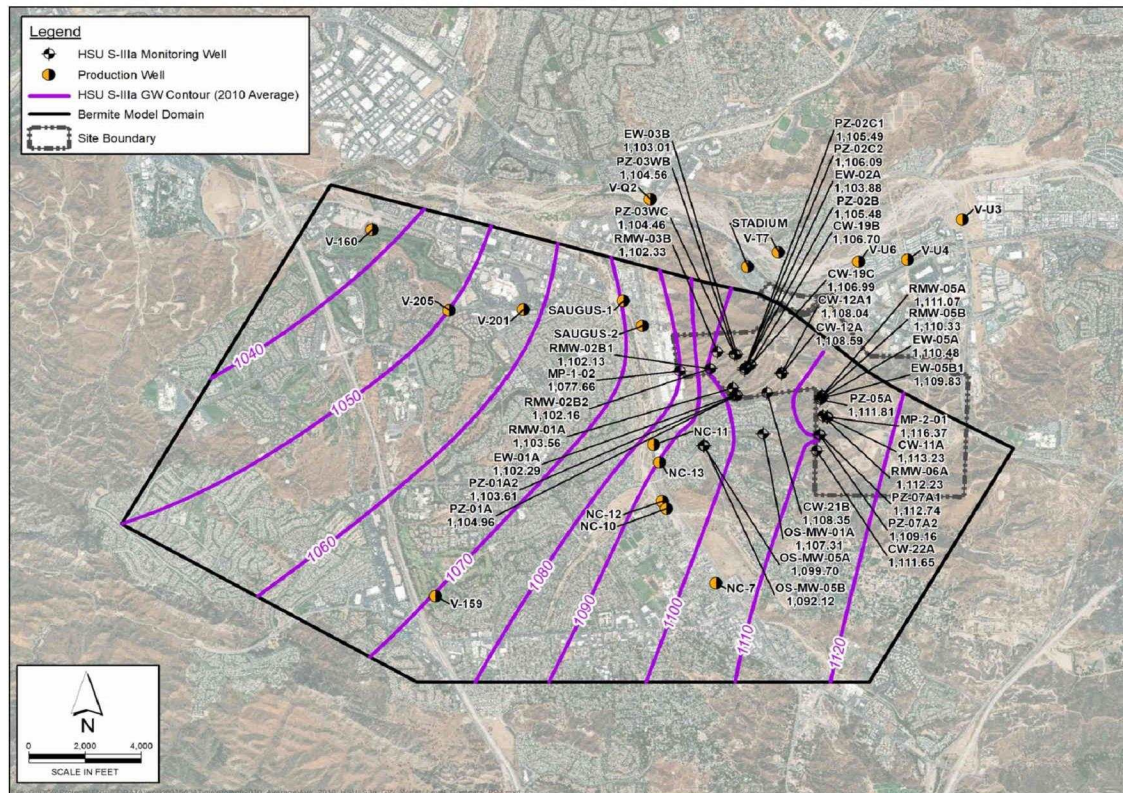 Legend
HSU S-IIIa Monitoring Well
Production Well
HSU S-IIIa GW Contour (2010 Average)
Bermite Model Domain
Site Boundary
EW-03B
1,103.01
PZ-03WB
1,104.56
V-Q2
PZ-03WC
1,104.46
RMW-03B
1,102.33
PZ-02C1
1,105.49
PZ-02C2
1,106.09
EW-02A
1,103.88
PZ-02B
1,105.48
CW-19B
1,106.70
STADIUM
V-T7
V-U3
V-U6
V-U4
CW-19C
1,106.99
CW-12A1
1,108.04
CW-12A
1,108.59
RMW-05A
1,111.07
RMW-05B
1,110.33
EW-05A
1,110.48
EW-05B1
1,109.83
PZ-05A
1,111.81
MP-2-01
1,116.37
CW-11A
1,113.23
RMW-06A
1,112.23
PZ-07A1
1,112.74
PZ-07A2
1,109.16
CW-22A
1,111.65
V-160
V-205
V-201
SAUGUS-1
SAUGUS-2
RMW-02B1
1,102.13
MP-1-02
1,077.66
RMW-02B2
1,102.16
RMW-01A
1,103.56
EW-01A
1,102.29
PZ-01A2
1,103.61
PZ-01A
1,104.96
NC-11
NC-13
NC-12
NC-10
NC-7
CW-21B
1,108.35
OS-MW-01A
1,107.31
OS-MW-05A
1,099.70
OS-MW-05B
1,092.12
V-159
1040
1050
1060
1070
1080
1090
1100
1110
1120
N
0 2,000 4,000
SCALE IN FEET